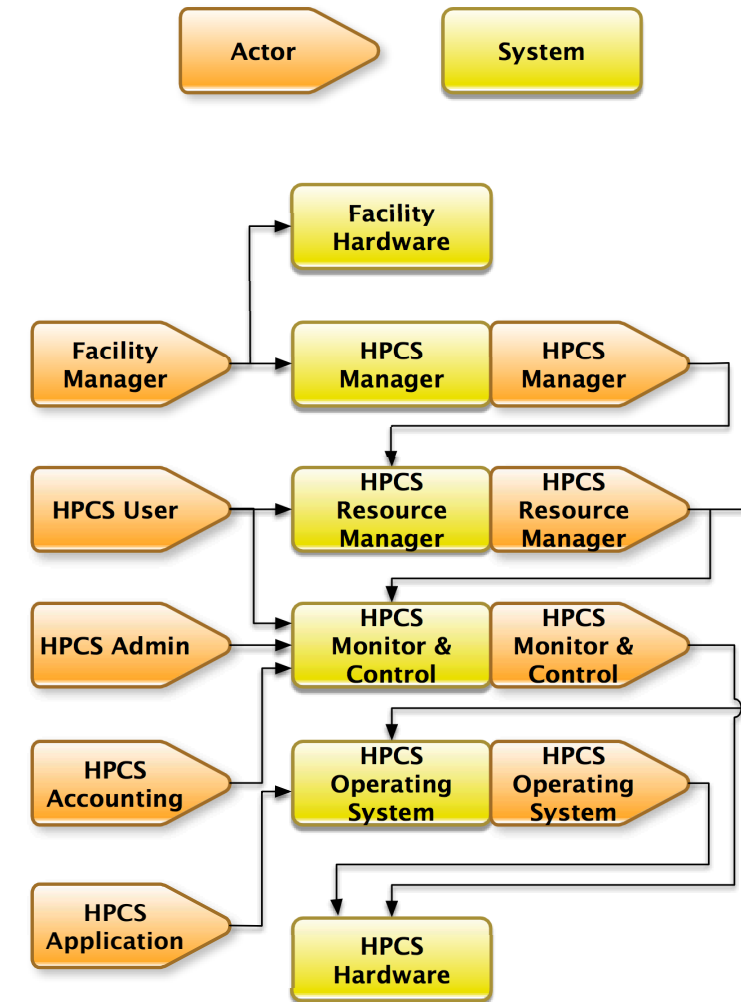 Actor
System
Facility
Hardware
Facility
Manager
HPCS
Manager
HPCS
Manager
HPCS User
HPCS
Resource
Manager
HPCS
Resource
Manager
HPCS Admin
HPCS
Monitor &
Control
HPCS
Monitor &
Control
HPCS
Accounting
HPCS
Operating
System
HPCS
Operating
System
HPCS
Application
HPCS
Hardware